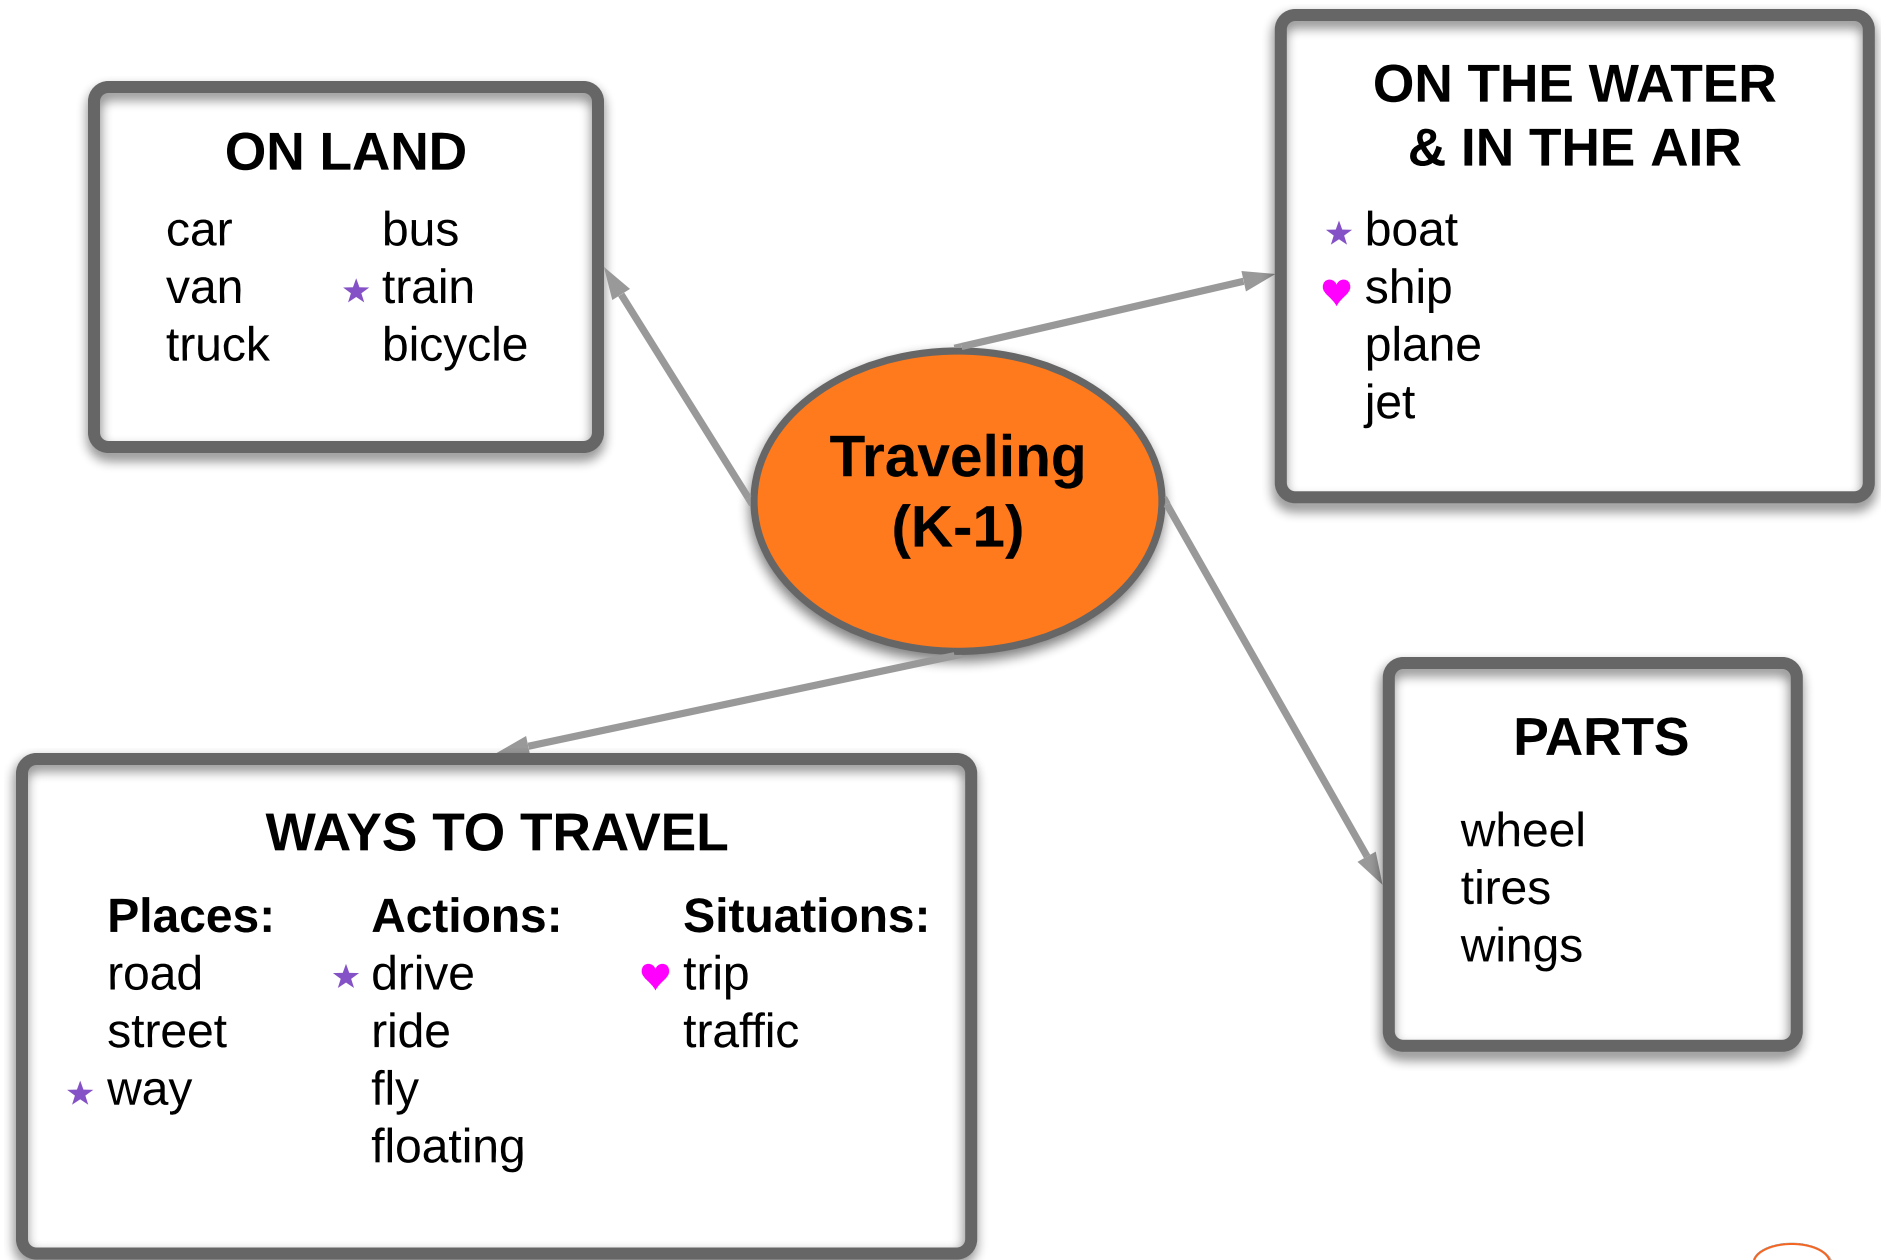 ON LAND
car bus
van ★ train
truck bicycle
ON THE WATER
& IN THE AIR
★ boat
♥ ship
plane
jet
Traveling
(K-1)
WAYS TO TRAVEL
Places: Actions: Situations:
road ★ drive ♥ trip
street ride traffic
★ way fly
floating
PARTS
wheel
tires
wings